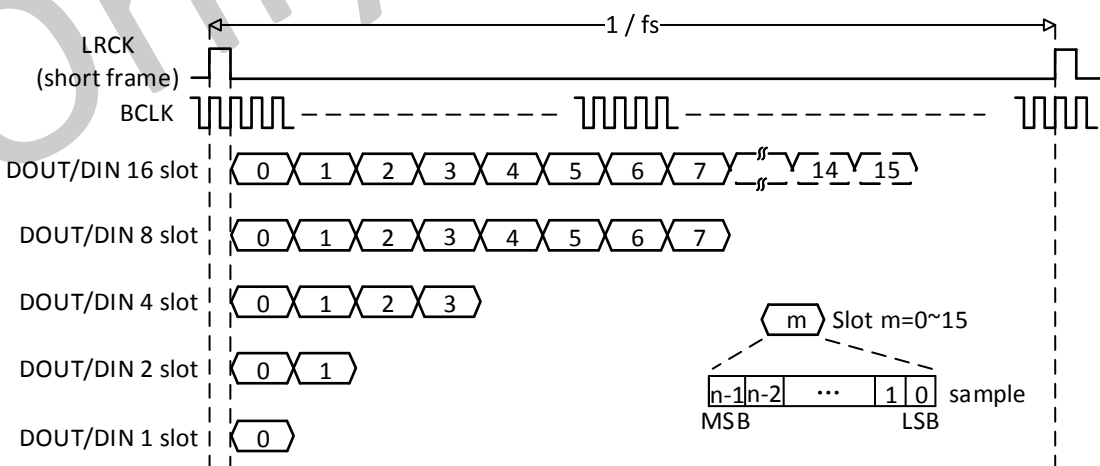 1 / fs
LRCK
(short frame)
BCLK
DOUT/DIN 16 slot 0 1 2 3 4 5 6 7 14 15
DOUT/DIN 8 slot 0 1 2 3 4 5 6 7
DOUT/DIN 4 slot 0 1 2 3
m Slot m=0~15
DOUT/DIN 2 slot 0 1
n-1 n-2 ··· 1 0 sample
MSB LSB
DOUT/DIN 1 slot 0